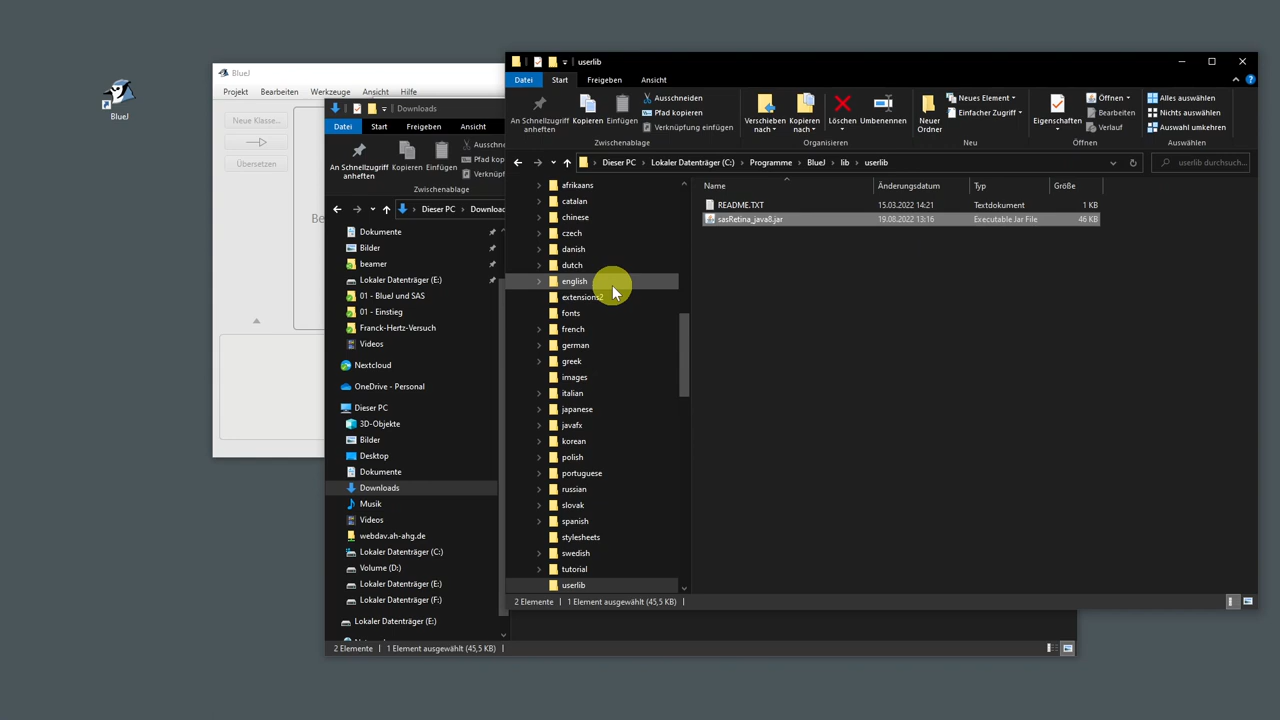 BlueJ
BlueJ
Projekt Bearbeiten Werkzeuge Ansicht Hilfe
Neue Klasse...
Übersetzen
Be
Downloads
Datei Start Freigeben Ansicht
An Schnellzugriff
anheften
Kopieren
Einfügen
Ausschne
Pfad kop
Verknüpf
Zwischenablage
Dieser PC
Download
Dokumente
Bilder
beamer
Lokaler Datenträger (E:)
01 - BlueJ und SAS
01 - Einstieg
Franck-Hertz-Versuch
Videos
Nextcloud
OneDrive - Personal
Dieser PC
3D-Objekte
Bilder
Desktop
Dokumente
Downloads
Musik
Videos
webdav.ah-ahg.de
Lokaler Datenträger (C:)
Volume (D:)
Lokaler Datenträger (E:)
Lokaler Datenträger (F:)
Lokaler Datenträger (E:)
2 Elemente 1 Element ausgewählt (45,5 KB)
userlib
Datei Start Freigeben Ansicht
An Schnellzugriff
anheften
Kopieren
Einfügen
Ausschneiden
Pfad kopieren
Verknüpfung einfügen
Zwischenablage
Verschieben
nach
Kopieren
nach
Löschen
Umbenennen
Organisieren
Neuer
Ordner
Neues Element
Einfacher Zugriff
Neu
Eigenschaften
Öffnen
Bearbeiten
Verlauf
Öffnen
Alles auswählen
Nichts auswählen
Auswahl umkehren
Auswählen
Dieser PC Lokaler Datenträger (C:) Programme BlueJ lib userlib
userlib durchsuc...
afrikaans
catalan
chinese
czech
danish
dutch
english
extensions2
fonts
french
german
greek
images
italian
japanese
javafx
korean
polish
portuguese
russian
slovak
spanish
stylesheets
swedish
tutorial
userlib
Name Änderungsdatum Typ Größe
README.TXT 15.03.2022 14:21 Textdokument 1 KB
sasRetina_java8.jar 19.08.2022 13:16 Executable Jar File 46 KB
2 Elemente 1 Element ausgewählt (45,5 KB)